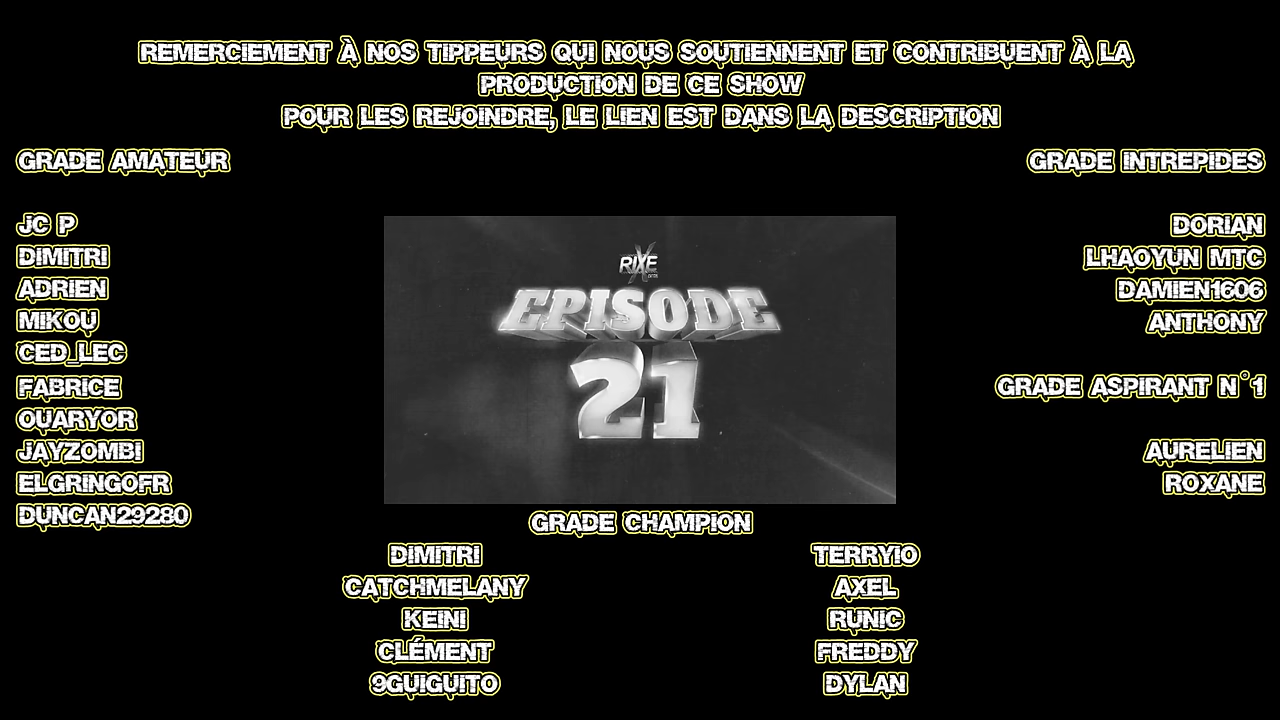 REMERCIEMENT À NOS TIPPEURS QUI NOUS SOUTIENNENT ET CONTRIBUENT À LA
PRODUCTION DE CE SHOW
POUR LES REJOINDRE, LE LIEN EST DANS LA DESCRIPTION
GRADE AMATEUR
JC P
DIMITRI
ADRIEN
MIKOU
CED_LEC
FABRICE
OUARYOR
JAYZOMBI
ELGRINGOFR
DUNCAN29280
GRADE INTREPIDES
DORIAN
LHAOYUN MTC
DAMIEN1606
ANTHONY
GRADE ASPIRANT N°1
AURELIEN
ROXANE
RIXE
EPISODE
21
GRADE CHAMPION
DIMITRI
CATCHMELANY
KEINI
CLÉMENT
9GUIGUITO
TERRYIO
AXEL
RUNIC
FREDDY
DYLAN